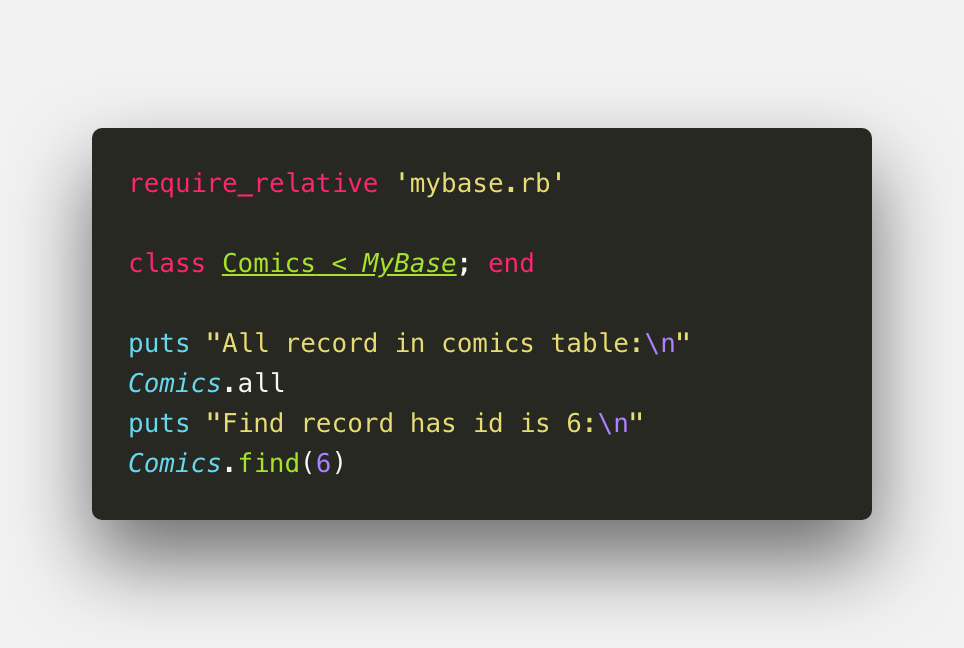 require_relative 'mybase.rb'
class Comics < MyBase; end
puts "All record in comics table:\n"
Comics.all
puts "Find record has id is 6:\n"
Comics.find(6)